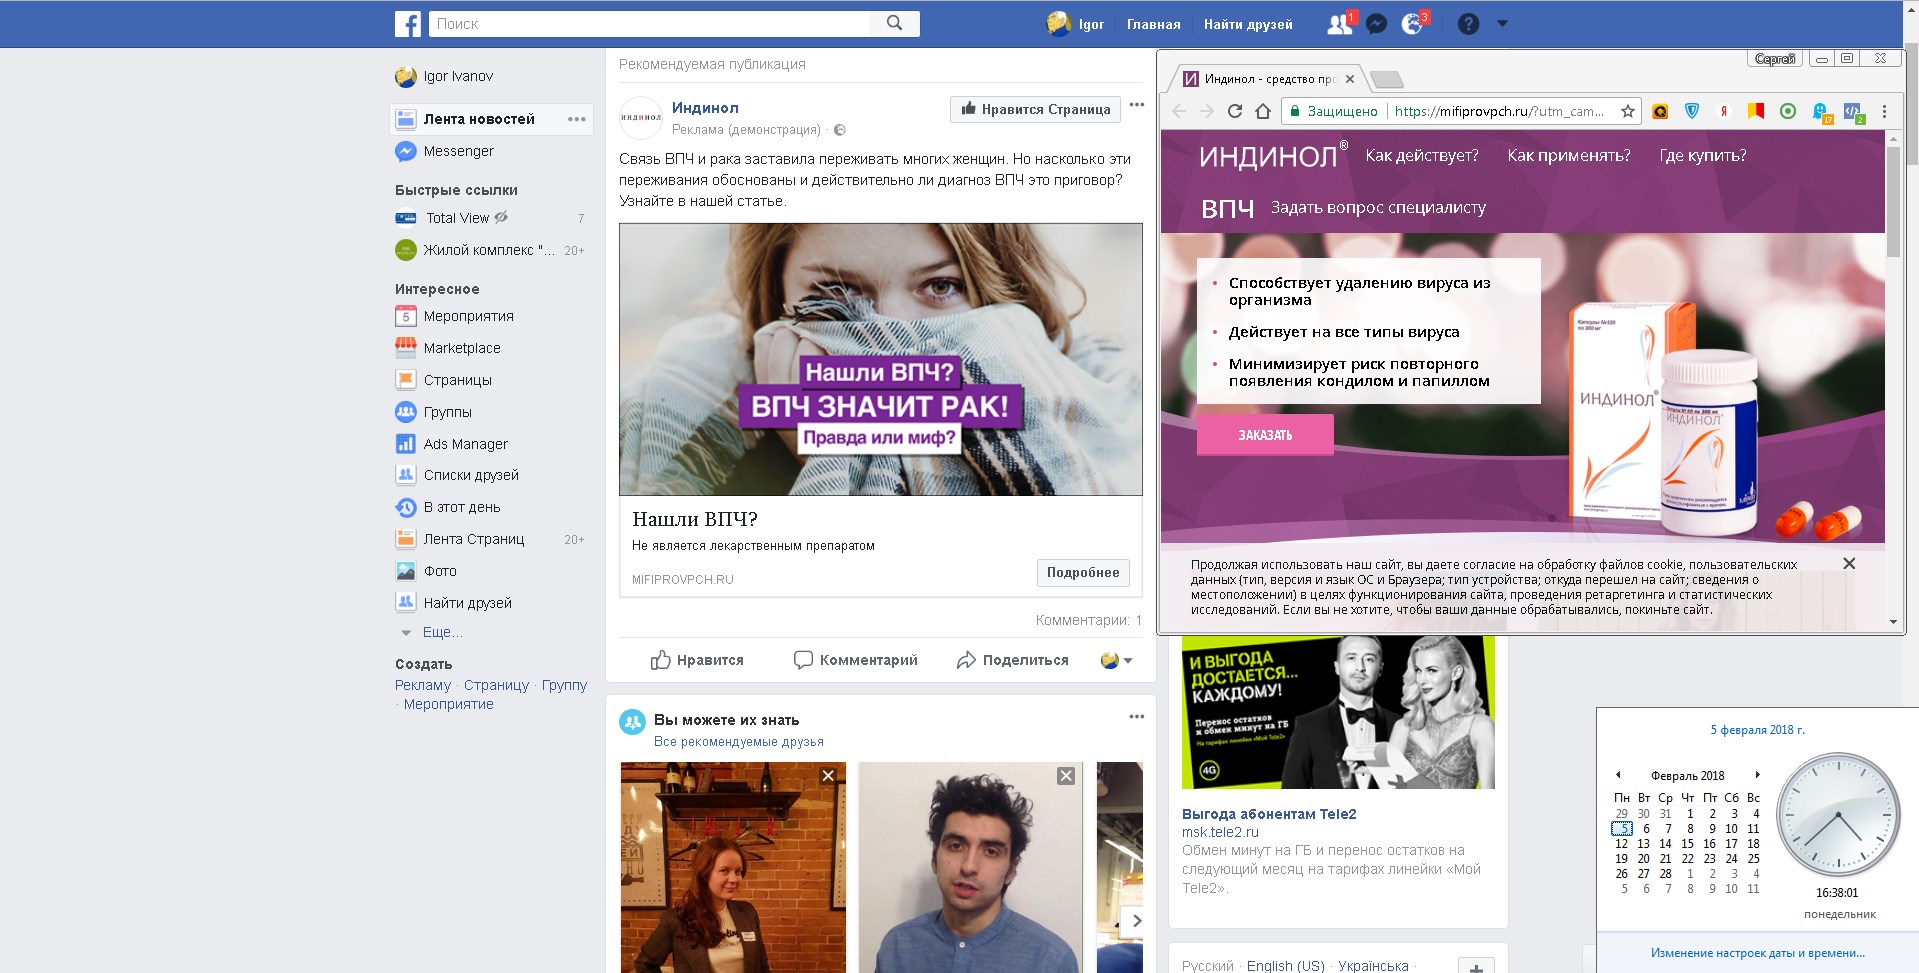 Поиск
Igor
Главная
Найти друзей
1
3
Igor Ivanov
Лента новостей
Messenger
Быстрые ссылки
Total View 7
Жилой комплекс "... 20+
Интересное
5
Мероприятия
Marketplace
Страницы
Группы
Ads Manager
Списки друзей
В этот день
Лента Страниц 20+
Фото
Найти друзей
Еще...
Создать
Рекламу · Страницу · Группу
· Мероприятие
Рекомендуемая публикация
ИНДИНОЛ
Индинол
Реклама (демонстрация) ·
Нравится Страница
Связь ВПЧ и рака заставила переживать многих женщин. Но насколько эти
переживания обоснованы и действительно ли диагноз ВПЧ это приговор?
Узнайте в нашей статье.
Нашли ВПЧ?
ВПЧ ЗНАЧИТ РАК!
Правда или миф?
Нашли ВПЧ?
Не является лекарственным препаратом
MIFIPROVPCH.RU
Подробнее
Комментарии: 1
Нравится
Комментарий
Поделиться
Вы можете их знать
Все рекомендуемые друзья
Сергей
Индинол - средство про
Защищено
https://mifiprovpch.ru/?utm_cam...
17
2
ИНДИНОЛ®
Как действует?
Как применять?
Где купить?
ВПЧ
Задать вопрос специалисту
• Способствует удалению вируса из
организма
• Действует на все типы вируса
• Минимизирует риск повторного
появления кондилом и папиллом
ЗАКАЗАТЬ
Капсулы №120
по 300 мг
ИНДИНОЛ®
ИНДИНОЛ®
Продолжая использовать наш сайт, вы даете согласие на обработку файлов cookie, пользовательских
данных (тип, версия и язык ОС и Браузера; тип устройства; откуда перешел на сайт; сведения о
местоположении) в целях функционирования сайта, проведения ретаргетинга и статистических
исследований. Если вы не хотите, чтобы ваши данные обрабатывались, покиньте сайт.
И ВЫГОДА
ДОСТАЕТСЯ...
КАЖДОМУ!
Перенос остатков
и обмен минут на ГБ
На тарифах линейки «Мой Tele2»
4G
Выгода абонентам Tele2
msk.tele2.ru
Обмен минут на ГБ и перенос остатков на
следующий месяц на тарифах линейки «Мой
Tele2».
Русский · English (US) · Українська ·
5 февраля 2018 г.
Февраль 2018
Пн Вт Ср Чт Пт Сб Вс
29 30 31 1 2 3 4
5 6 7 8 9 10 11
12 13 14 15 16 17 18
19 20 21 22 23 24 25
26 27 28 1 2 3 4
5 6 7 8 9 10 11
16:38:01
понедельник
Изменение настроек даты и времени...